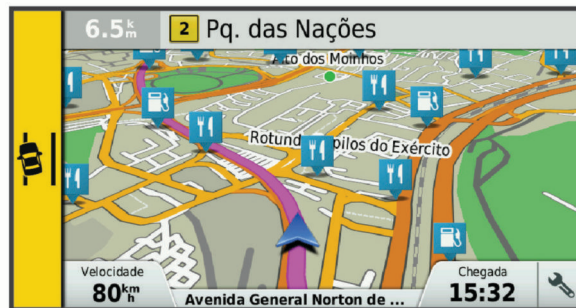 6.5 km
2 Pq. das Nações
Alto dos Moinhos
Rotund pilos do Exército
Velocidade
80 km h
Avenida General Norton de ...
Chegada
15:32